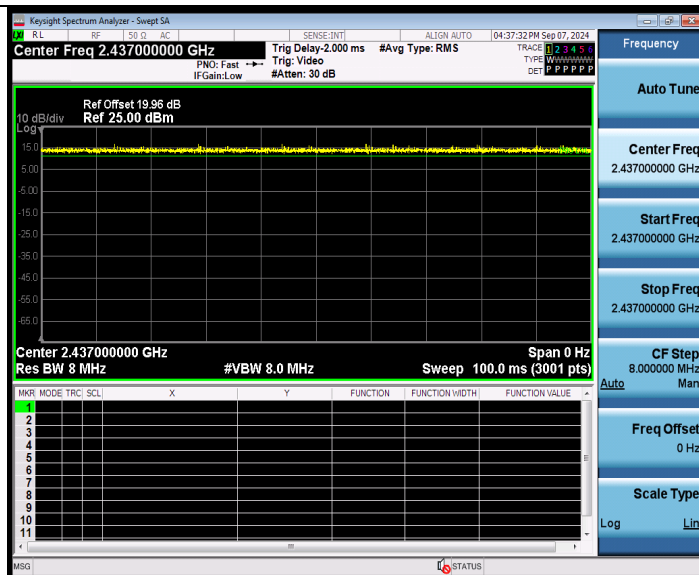 Keysight Spectrum Analyzer - Swept SA
LXI RL RF 50 Ω AC SENSE:INT ALIGN AUTO 04:37:32 PM Sep 07, 2024
Center Freq 2.437000000 GHz
PNO: Fast
IFGain:Low
Trig Delay-2.000 ms
Trig: Video
#Atten: 30 dB
#Avg Type: RMS
TRACE 1 2 3 4 5 6
TYPE WWWWWW
DET P P P P P P
Ref Offset 19.96 dB
10 dB/div Ref 25.00 dBm
Log
15.0
5.00
-5.00
-15.0
-25.0
-35.0
-45.0
-55.0
-65.0
Center 2.437000000 GHz Span 0 Hz
Res BW 8 MHz #VBW 8.0 MHz Sweep 100.0 ms (3001 pts)
MKR MODE TRC SCL X Y FUNCTION FUNCTION WIDTH FUNCTION VALUE
1
2
3
4
5
6
7
8
9
10
11
MSG STATUS
Frequency
Auto Tune
Center Freq
2.437000000 GHz
Start Freq
2.437000000 GHz
Stop Freq
2.437000000 GHz
CF Step
8.000000 MHz
Auto Man
Freq Offset
0 Hz
Scale Type
Log Lin